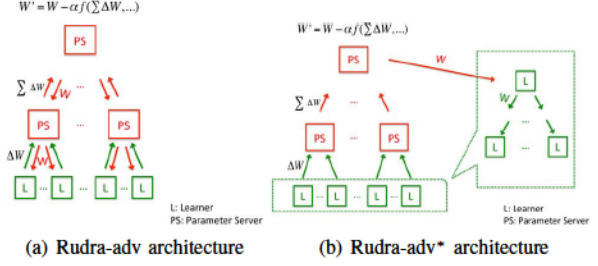 W' = W − αf(∑ΔW,...)
PS
∑ΔW
W
...
PS
...
PS
ΔW
W
L ... L ... L ... L
L: Learner
PS: Parameter Server
(a) Rudra-adv architecture
W' = W − αf(∑ΔW,...)
PS
W
∑ΔW
...
PS
...
PS
ΔW
L ... L ... L ... L
L
W
...
L
...
L
L: Learner
PS: Parameter Server
(b) Rudra-adv* architecture